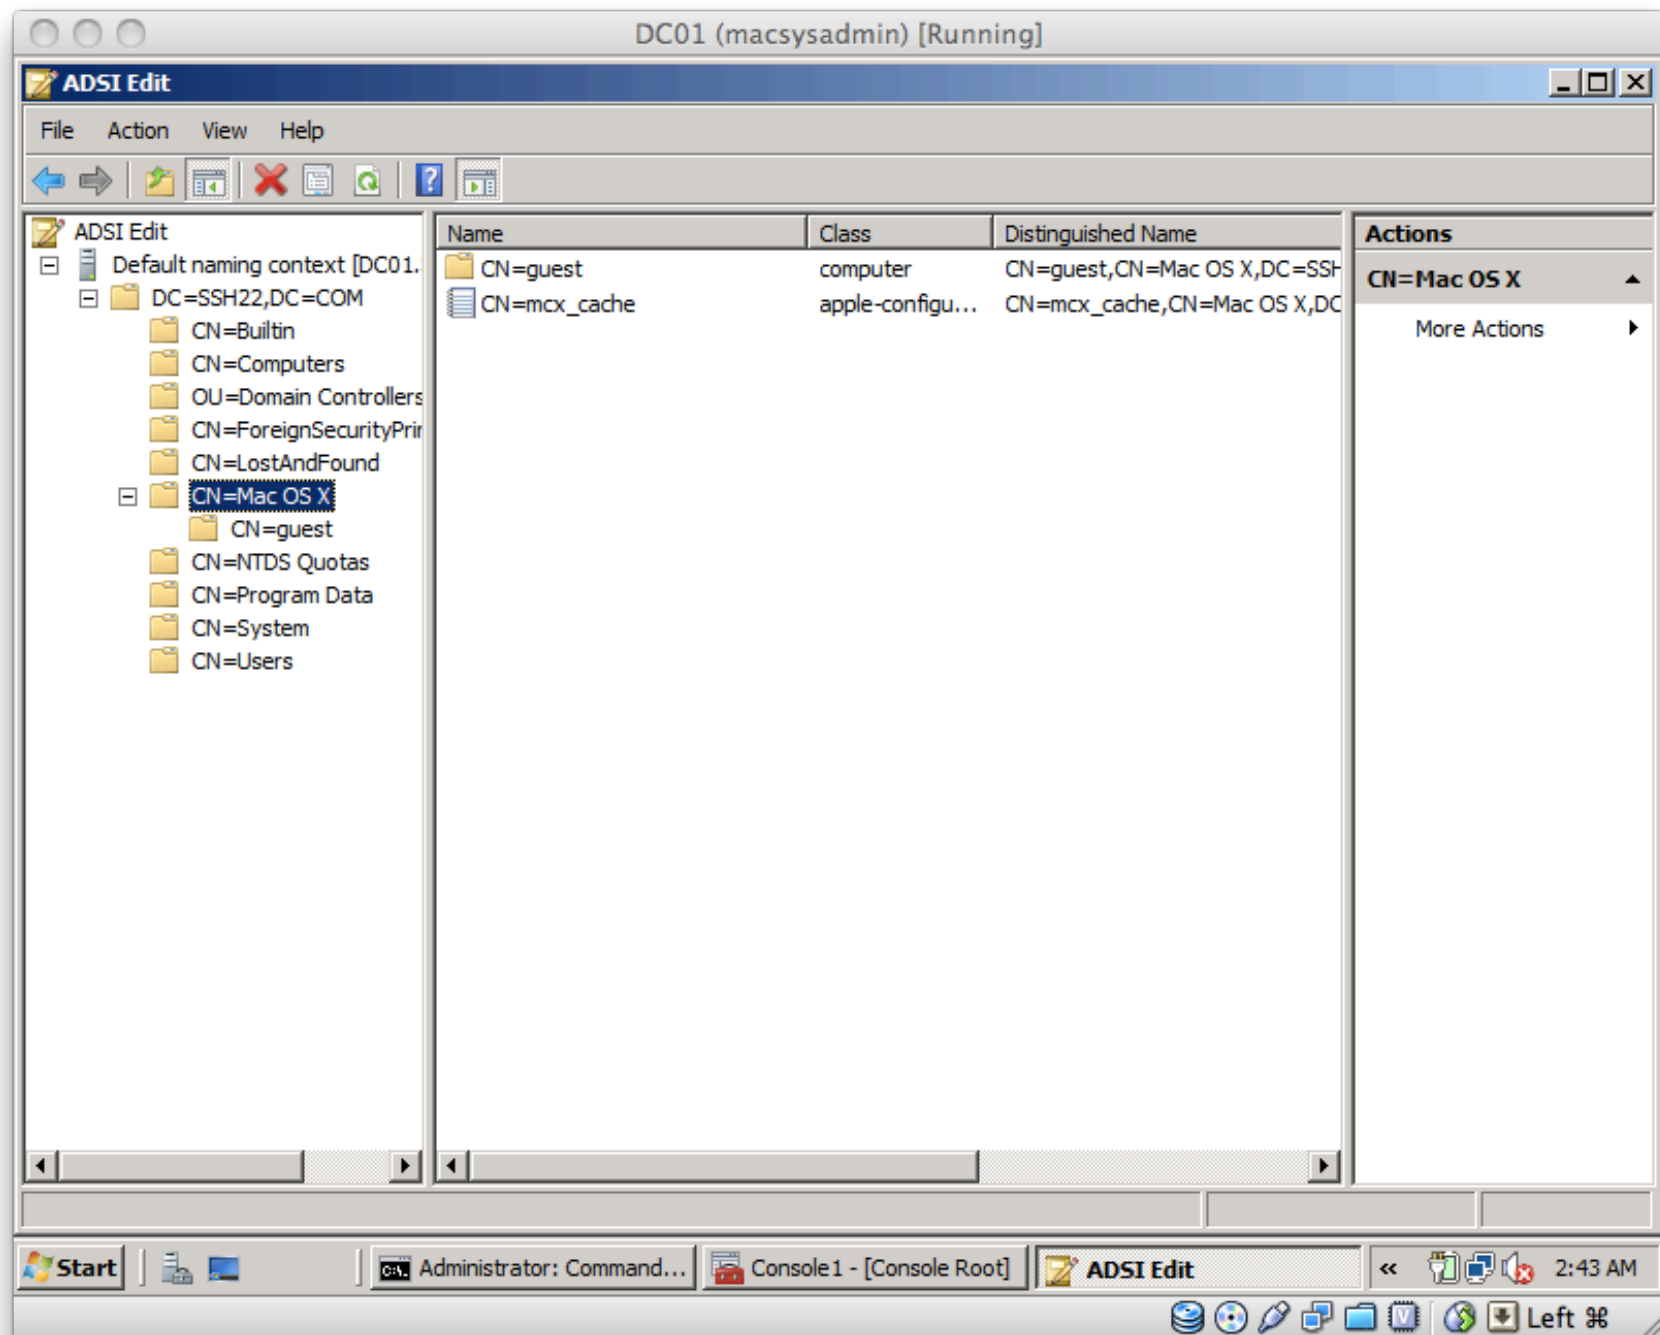 DC01 (macsysadmin) [Running]
ADSI Edit
File Action View Help
ADSI Edit
Default naming context [DC01.
DC=SSH22,DC=COM
CN=Builtin
CN=Computers
OU=Domain Controllers
CN=ForeignSecurityPrin
CN=LostAndFound
CN=Mac OS X
CN=guest
CN=NTDS Quotas
CN=Program Data
CN=System
CN=Users
Name Class Distinguished Name
CN=guest computer CN=guest,CN=Mac OS X,DC=SSH
CN=mcx_cache apple-configu... CN=mcx_cache,CN=Mac OS X,DC
Actions
CN=Mac OS X
More Actions
Start Administrator: Command... Console1 - [Console Root] ADSI Edit « 2:43 AM
Left ⌘